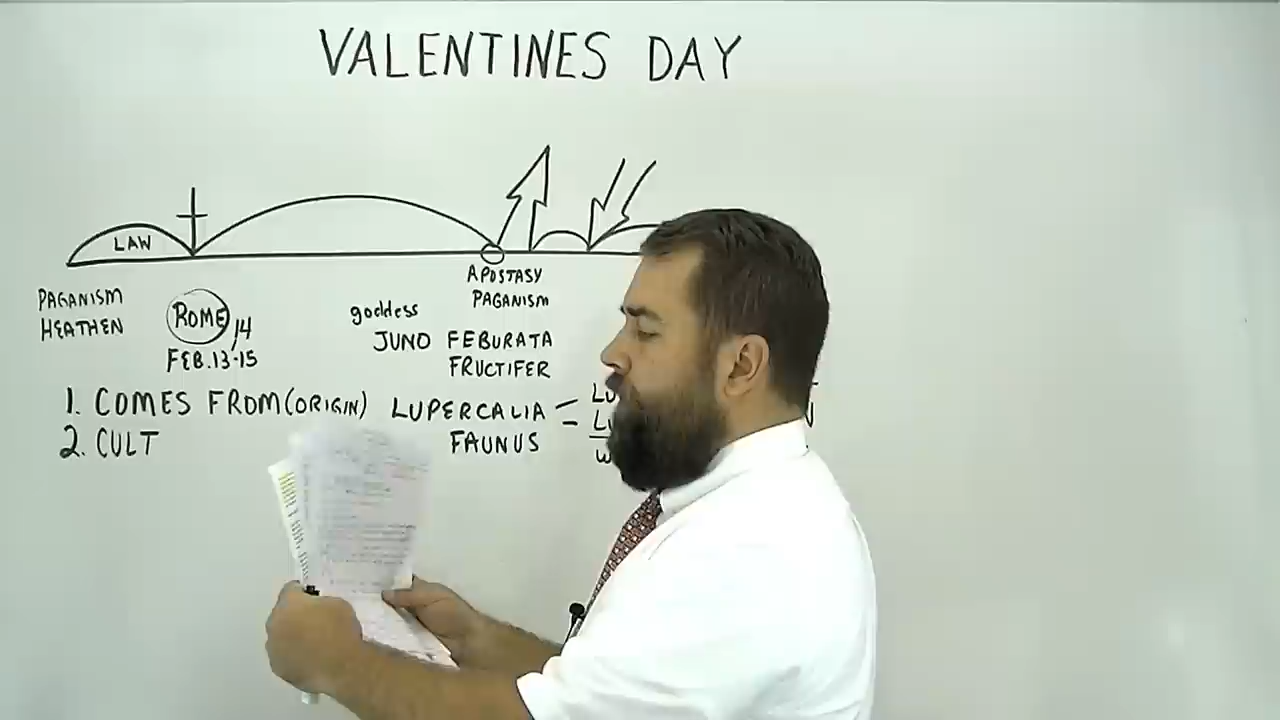 VALENTINES DAY
LAW
APOSTASY
PAGANISM
PAGANISM
HEATHEN
ROME
14
FEB. 13-15
goddess
JUNO FEBURATA
FRUCTIFER
1. COMES FROM (ORIGIN) LUPERCALIA
2. CULT
FAUNUS